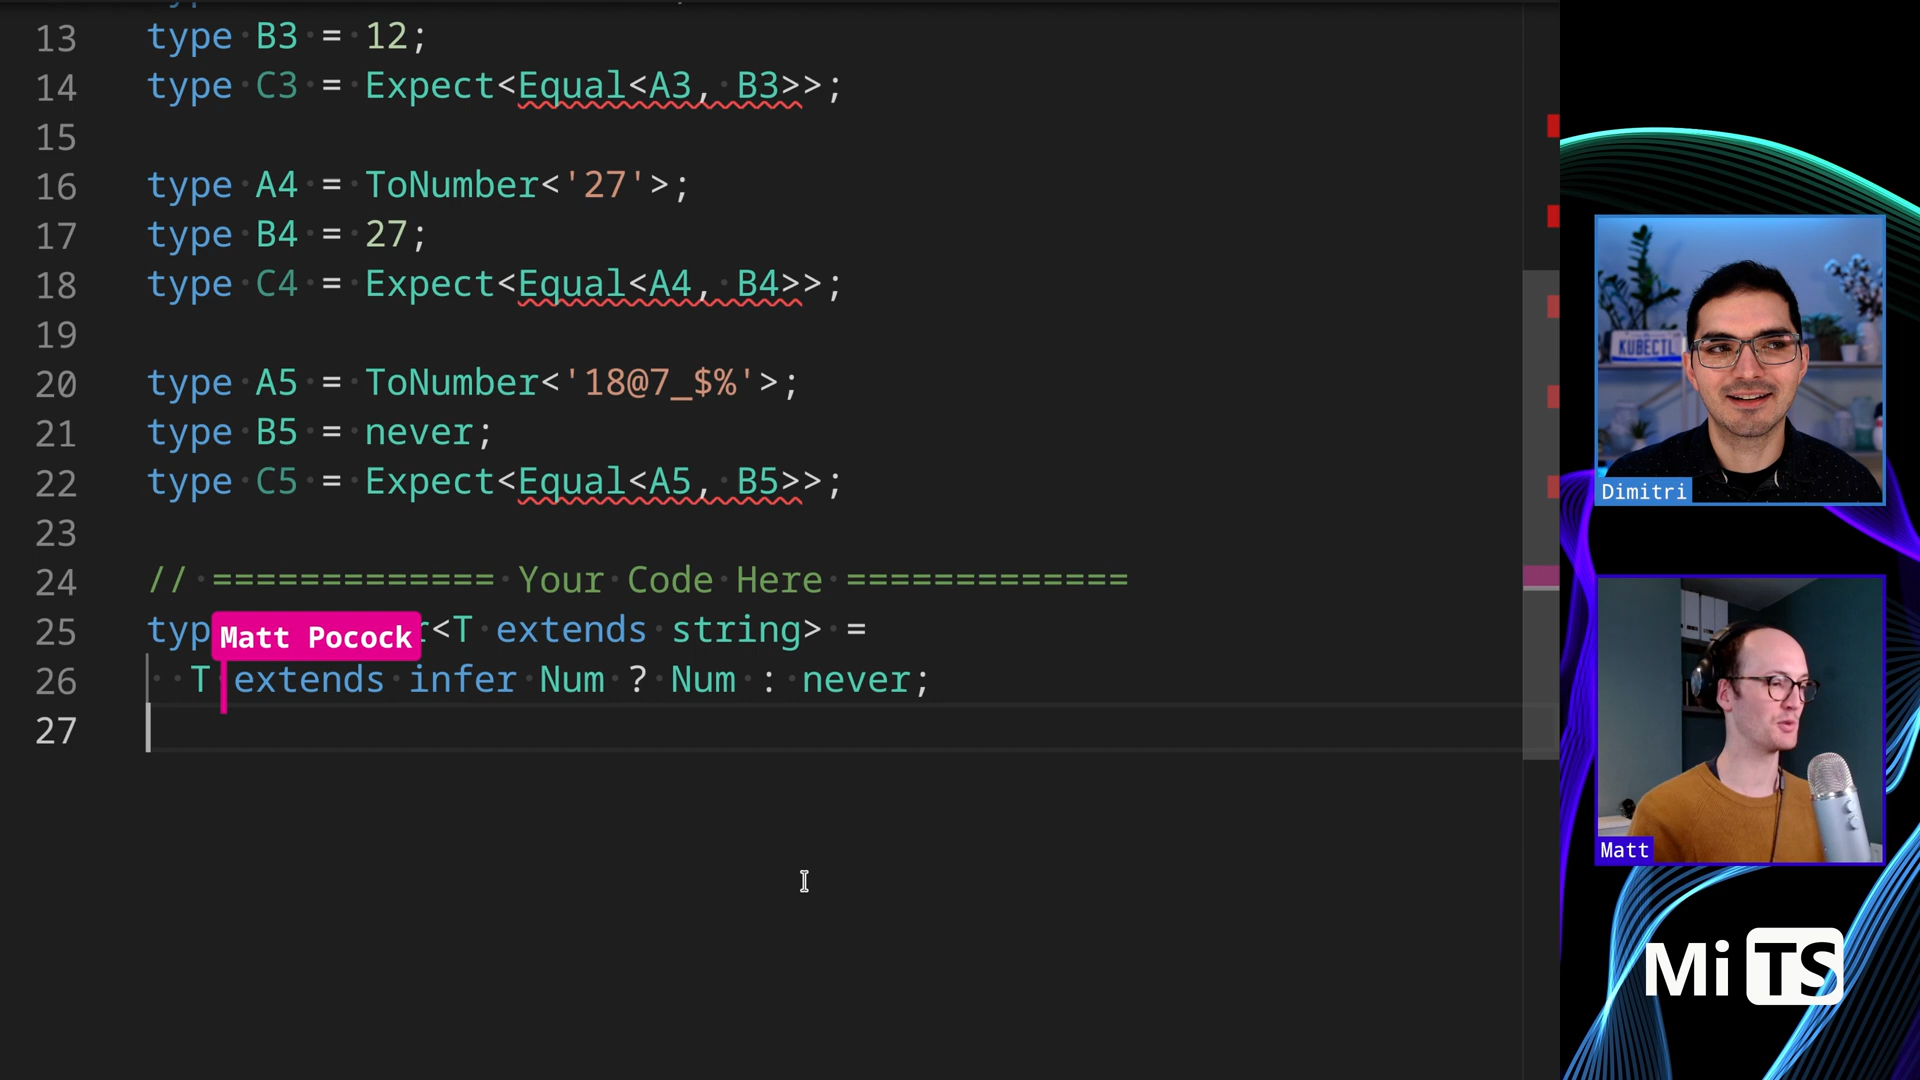 13 type B3 = 12;
14 type C3 = Expect<Equal<A3, B3>>;
15
16 type A4 = ToNumber<'27'>;
17 type B4 = 27;
18 type C4 = Expect<Equal<A4, B4>>;
19
20 type A5 = ToNumber<'18@7_$%'>;
21 type B5 = never;
22 type C5 = Expect<Equal<A5, B5>>;
23
24 // ============= Your Code Here =============
25 typ Matt Pocock r<T extends string> =
26 T extends infer Num ? Num : never;
27
KUBECTL
Dimitri
Matt
MiTS